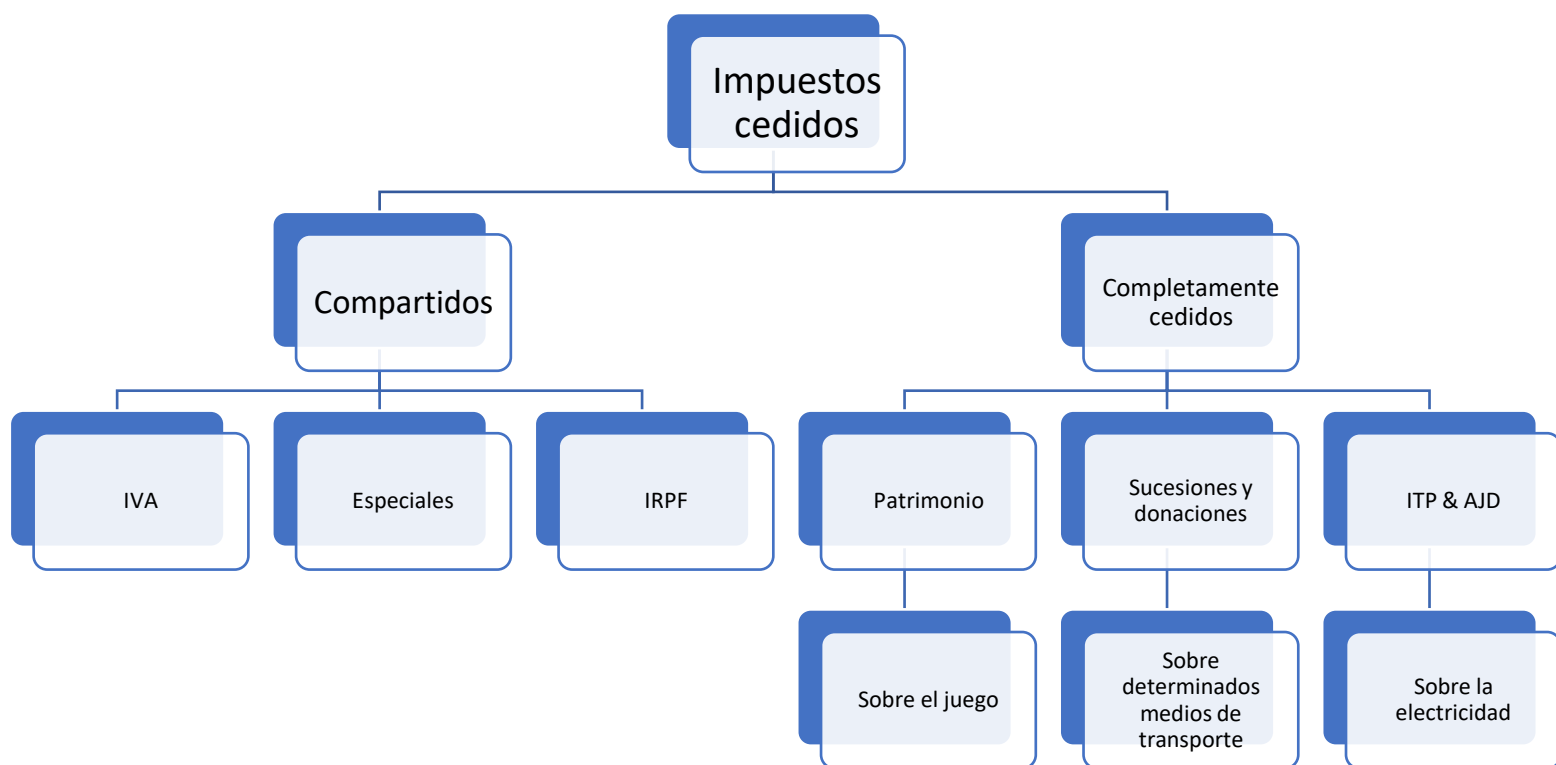 Impuestos
cedidos
Compartidos
Completamente
cedidos
IVA
Especiales
IRPF
Patrimonio
Sucesiones y
donaciones
ITP & AJD
Sobre el juego
Sobre
determinados
medios de
transporte
Sobre la
electricidad